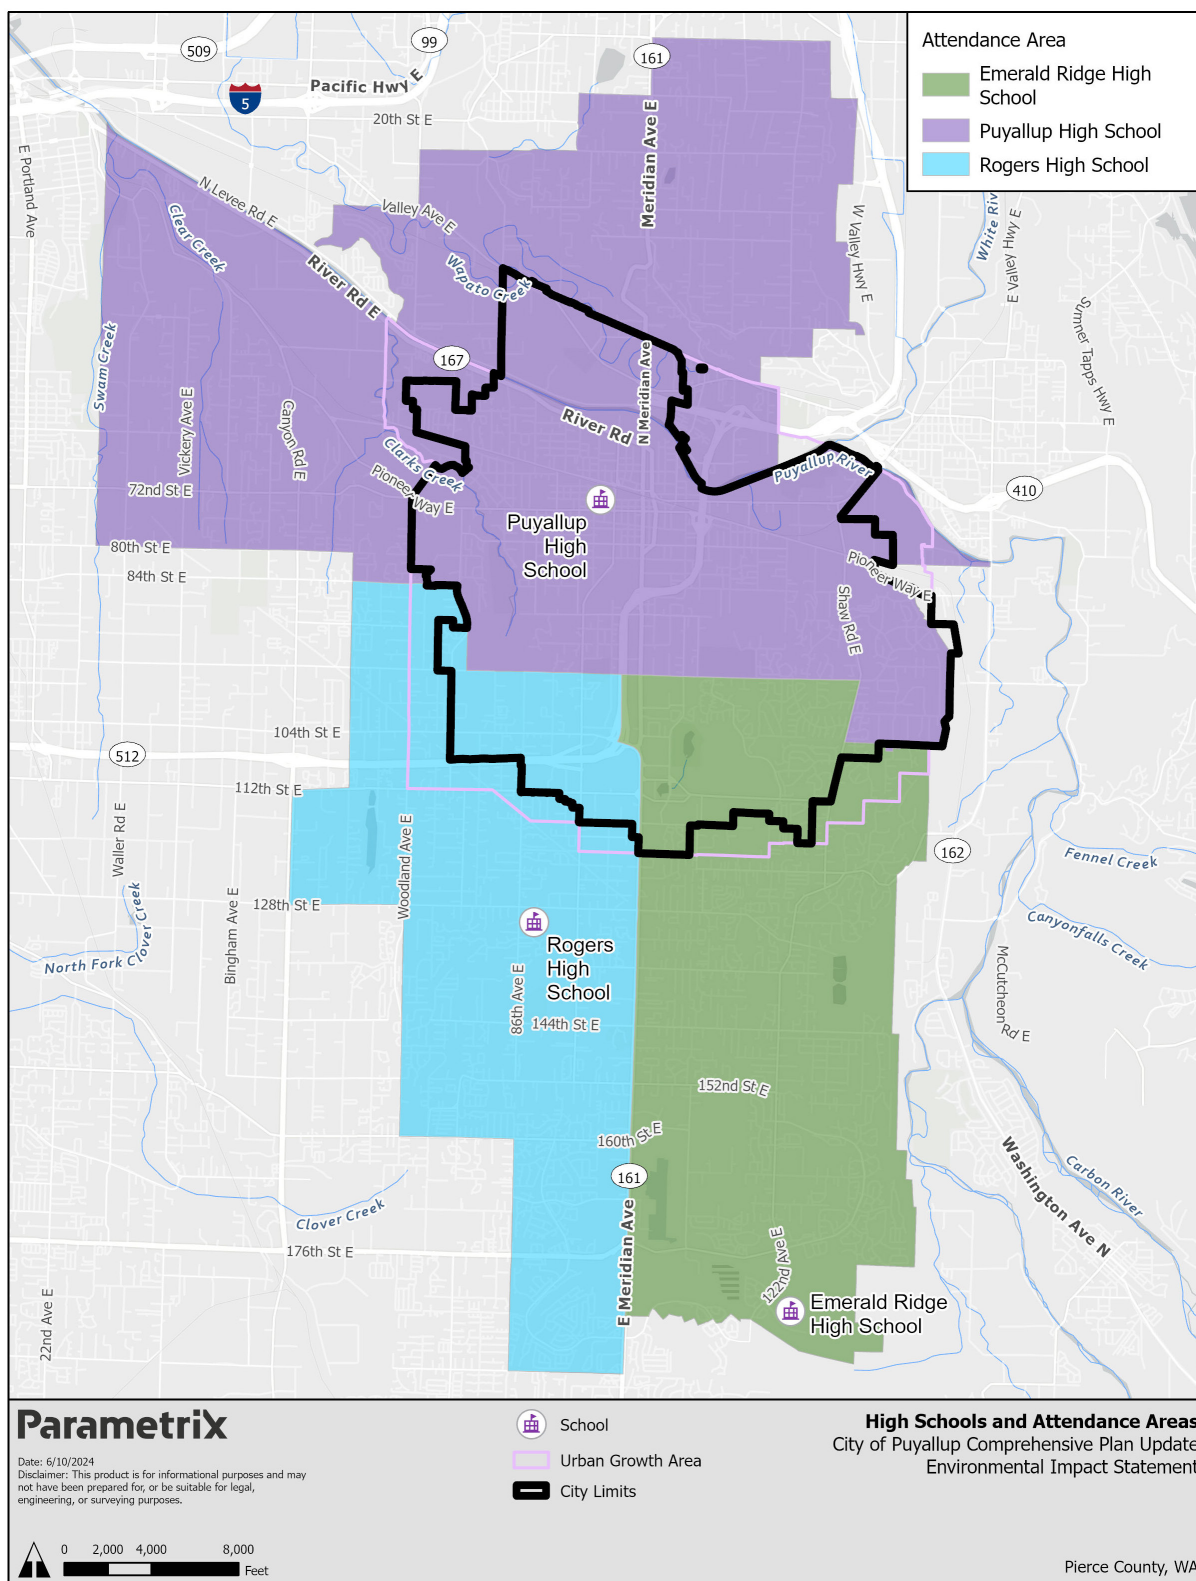 Attendance Area
Emerald Ridge High
School
Puyallup High School
Rogers High School
509
99
161
5
Pacific Hwy E
20th St E
Meridian Ave E
E Portland Ave
N Levee Rd E
Clear Creek
Valley Ave E
River Rd E
Wapato Creek
W Valley Hwy E
White Riv
E Valley Hwy E
Sumner Tapps Hwy E
Swam Creek
167
N Meridian Ave
River Rd
Vickery Ave E
Canyon Rd E
Clarks Creek
Pioneer Way E
Puyallup River
410
72nd St E
Puyallup
High
School
80th St E
84th St E
Pioneer Way E
Shaw Rd E
104th St E
512
112th St E
Waller Rd E
Woodland Ave E
162
Fennel Creek
128th St E
Bingham Ave E
North Fork Clover Creek
Canyonfalls Creek
Rogers
High
School
86th Ave E
144th St E
McCutcheon Rd E
152nd St E
160th St E
161
Clover Creek
176th St E
E Meridian Ave
122nd Ave E
Washington Ave N
Carbon River
Emerald Ridge
High School
22nd Ave E
Parametrix
Date: 6/10/2024
Disclaimer: This product is for informational purposes and may
not have been prepared for, or be suitable for legal,
engineering, or surveying purposes.
0 2,000 4,000 8,000
Feet
School
Urban Growth Area
City Limits
High Schools and Attendance Areas
City of Puyallup Comprehensive Plan Update
Environmental Impact Statement
Pierce County, WA